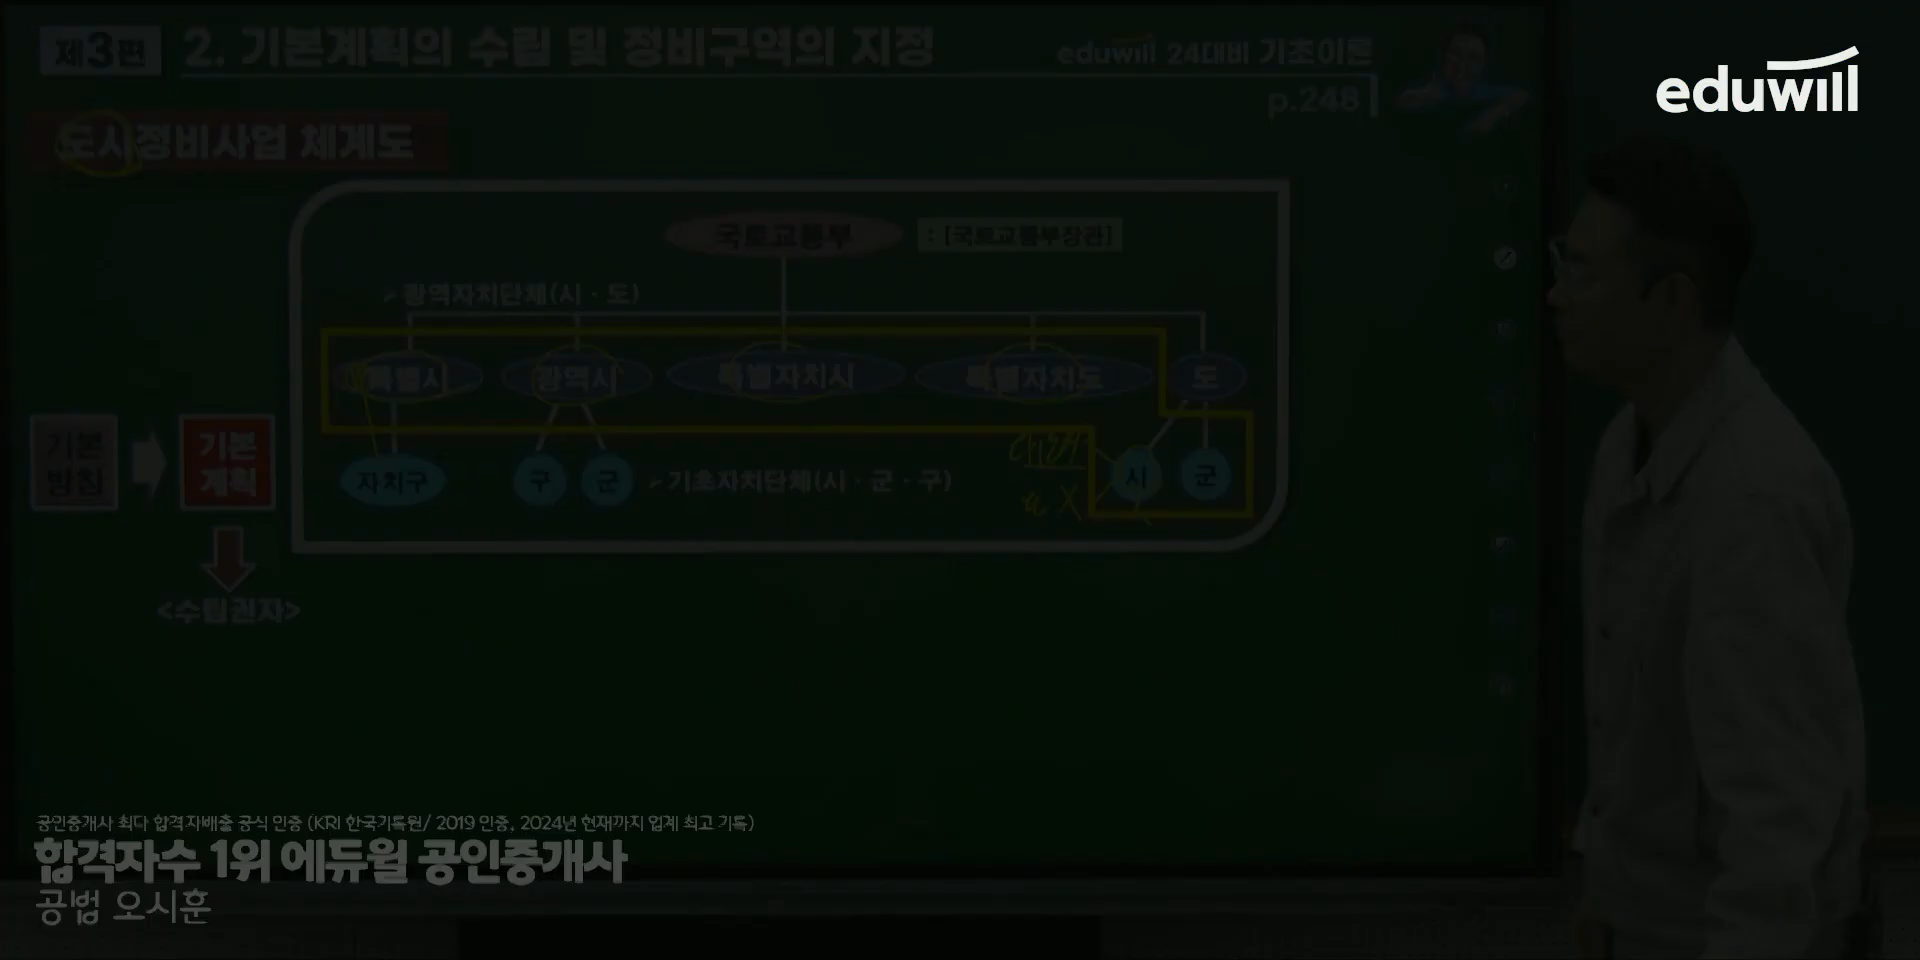 제3편 2. 기본계획의 수립 및 정비구역의 지정 eduwill 24대비 기초이론
p.248
eduwill
도시정비사업 체계도
국토교통부 : [국토교통부장관]
➢광역자치단체(시·도)
특별시 광역시 특별자치시 특별자치도 도
기본
방침
기본
계획
자치구 구 군 ➢기초자치단체(시·군·구) 시 군
<수립권자>
공인중개사 최다 합격자배출 공식 인증 (KRI 한국기록원/ 2019 인증, 2024년 현재까지 업계 최고 기록)
합격자수 1위 에듀윌 공인중개사
공법 오시훈